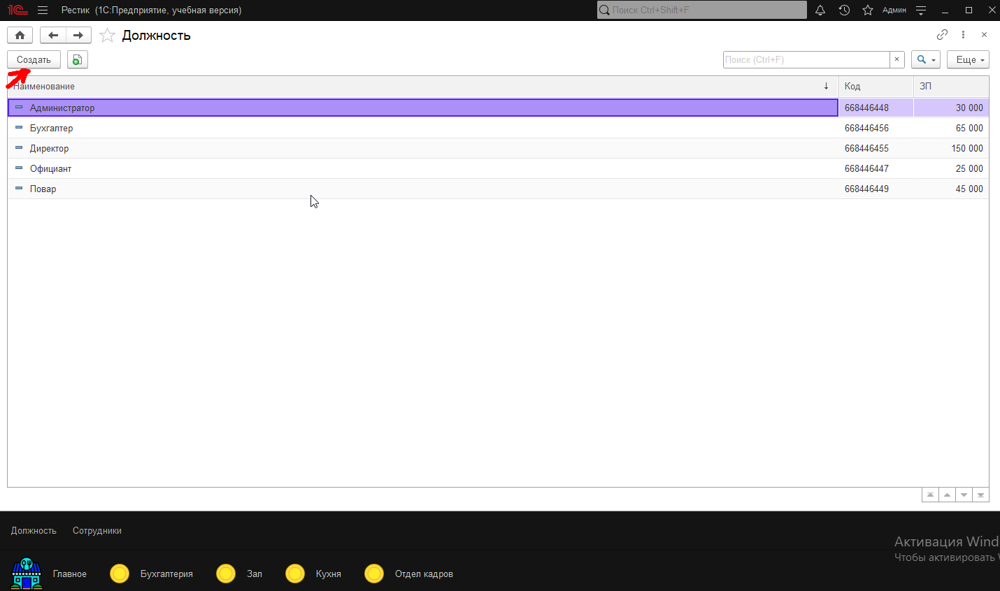 1С Рестик (1С:Предприятие, учебная версия) Поиск Ctrl+Shift+F Админ
Должность
Создать Поиск (Ctrl+F) × Еще
Наименование ↓ Код ЗП
Администратор 668446448 30 000
Бухгалтер 668446456 65 000
Директор 668446455 150 000
Официант 668446447 25 000
Повар 668446449 45 000
Должность Сотрудники
Активация Wind
Чтобы активировать W
Главное Бухгалтерия Зал Кухня Отдел кадров